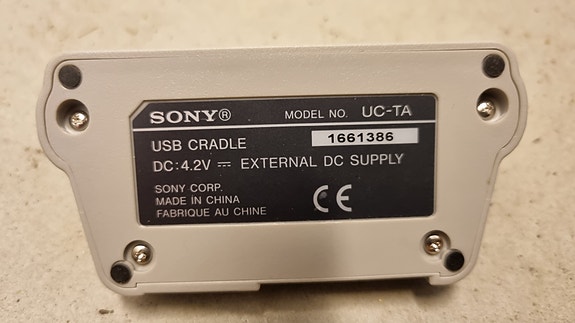 SONY® MODEL NO. UC-TA
USB CRADLE 1661386
DC:4.2V ⎓ EXTERNAL DC SUPPLY
SONY CORP.
MADE IN CHINA
FABRIQUE AU CHINE
CE